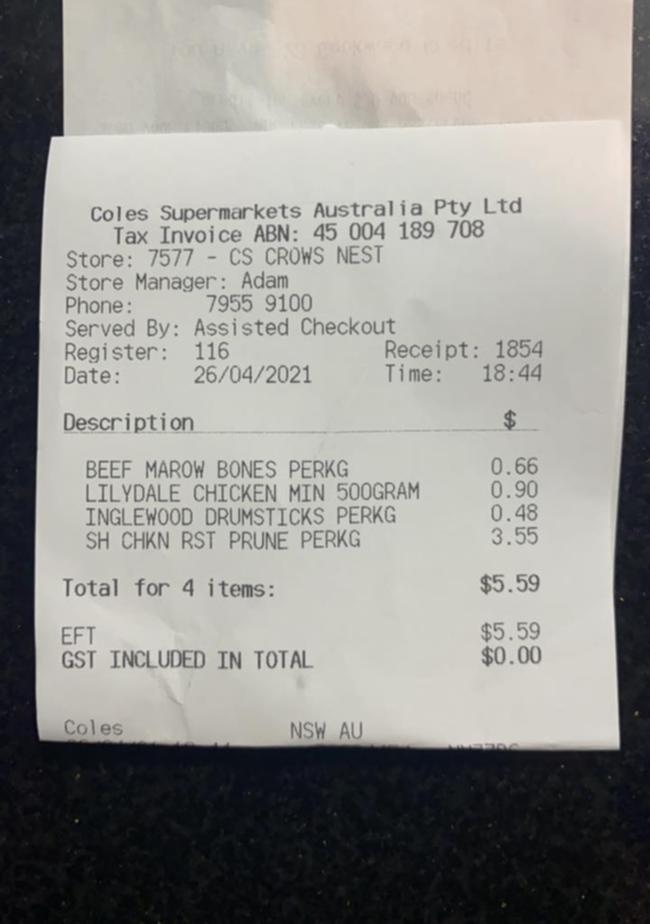 Coles Supermarkets Australia Pty Ltd
Tax Invoice ABN: 45 004 189 708
Store: 7577 - CS CROWS NEST
Store Manager: Adam
Phone: 7955 9100
Served By: Assisted Checkout
Register: 116 Receipt: 1854
Date: 26/04/2021 Time: 18:44
Description $
BEEF MAROW BONES PERKG 0.66
LILYDALE CHICKEN MIN 500GRAM 0.90
INGLEWOOD DRUMSTICKS PERKG 0.48
SH CHKN RST PRUNE PERKG 3.55
Total for 4 items: $5.59
EFT $5.59
GST INCLUDED IN TOTAL $0.00
Coles NSW AU